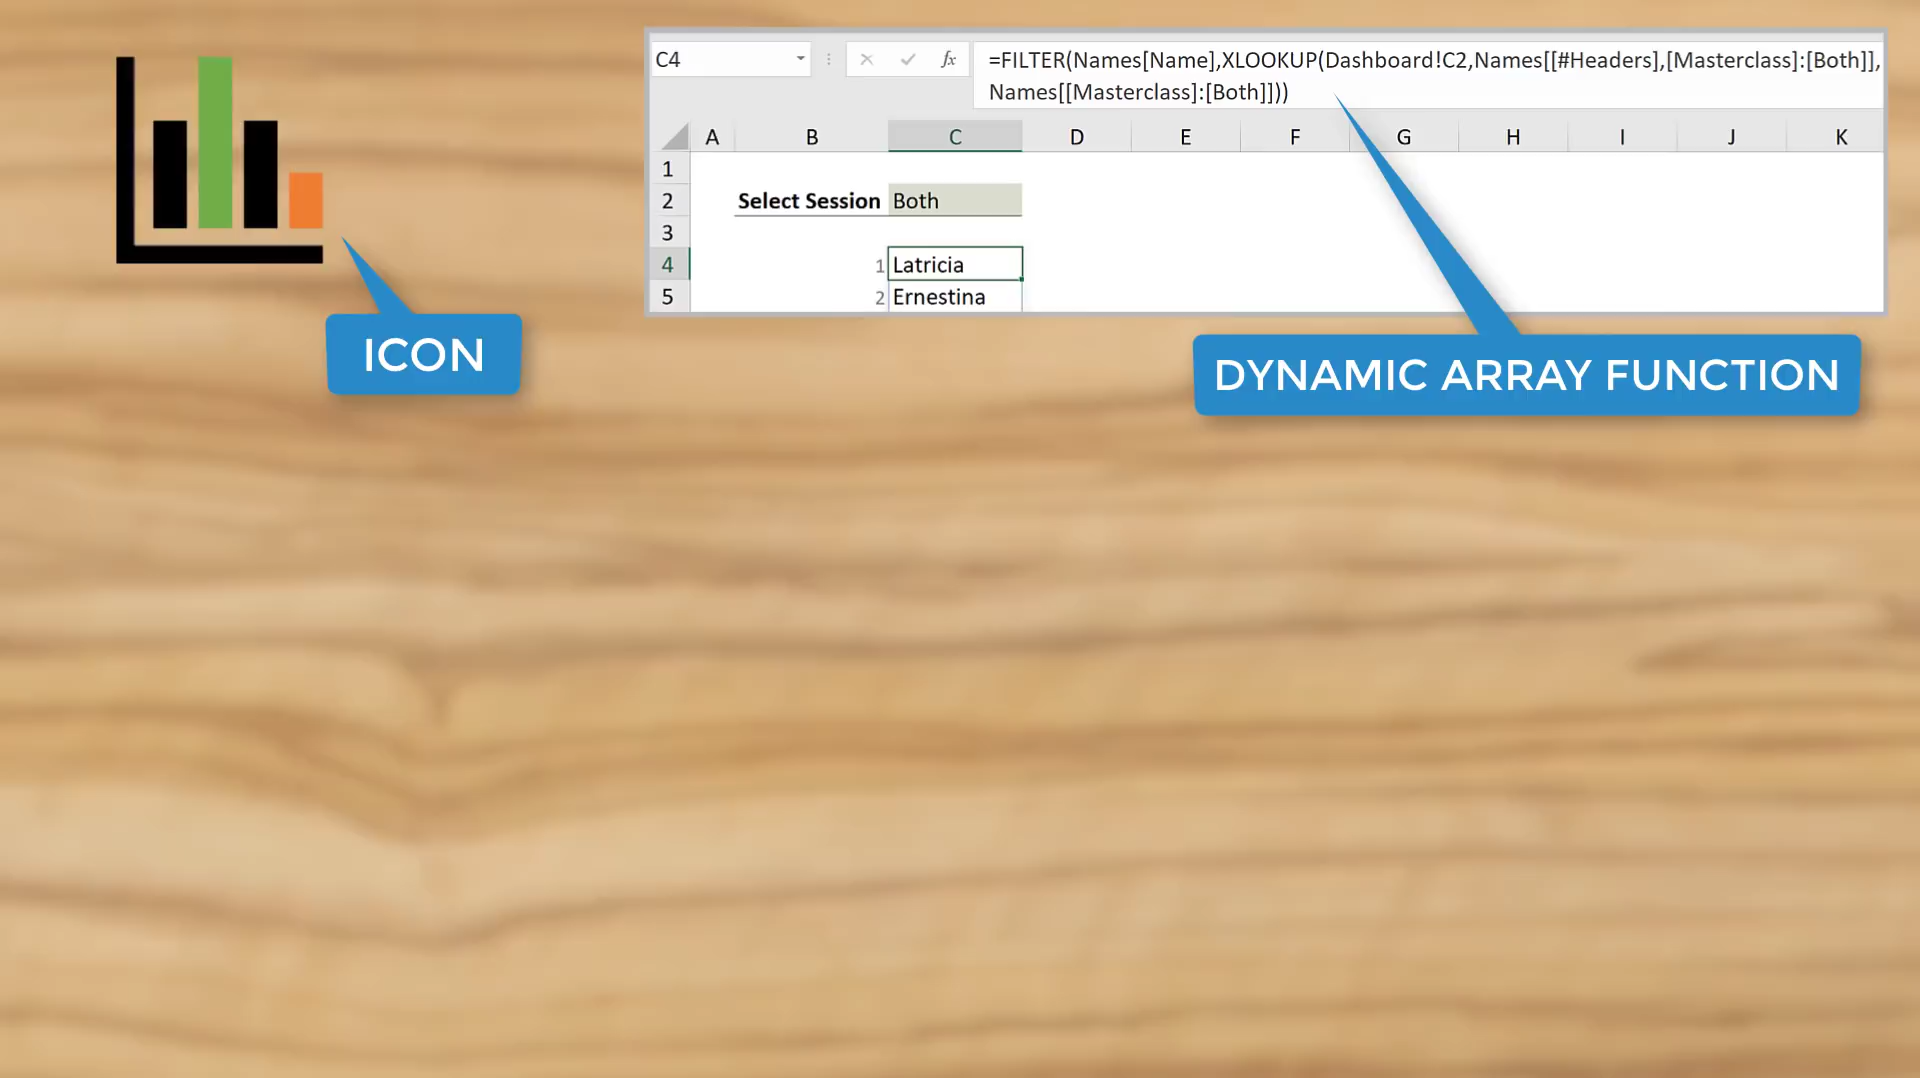 C4
fx
=FILTER(Names[Name],XLOOKUP(Dashboard!C2,Names[[#Headers],[Masterclass]:[Both]],
Names[[Masterclass]:[Both]]))
A B C D E F G H I J K
1
2 Select Session Both
3
4 1 Latricia
5 2 Ernestina
ICON
DYNAMIC ARRAY FUNCTION